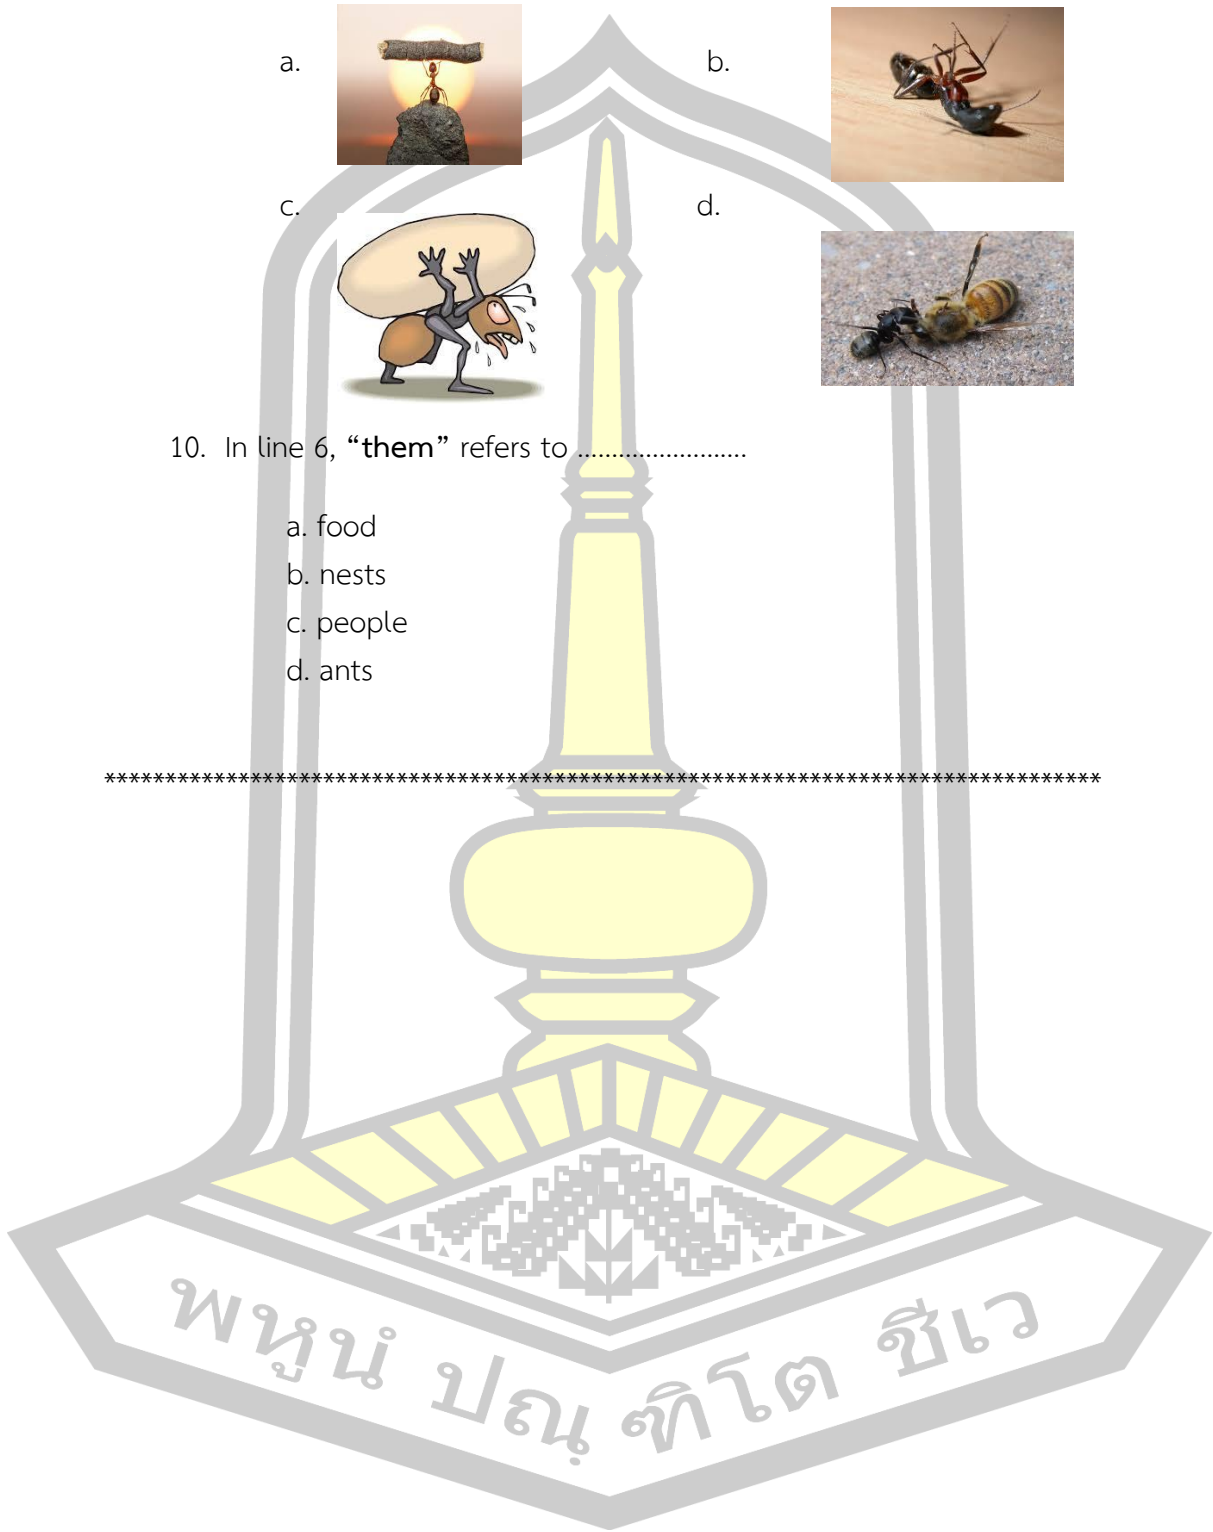 a. b.
c. d.
10. In line 6, “them” refers to .........................
a. food
b. nests
c. people
d. ants
***********************************************************************************
พหูนํ ปณฺฑิโต ชีเว